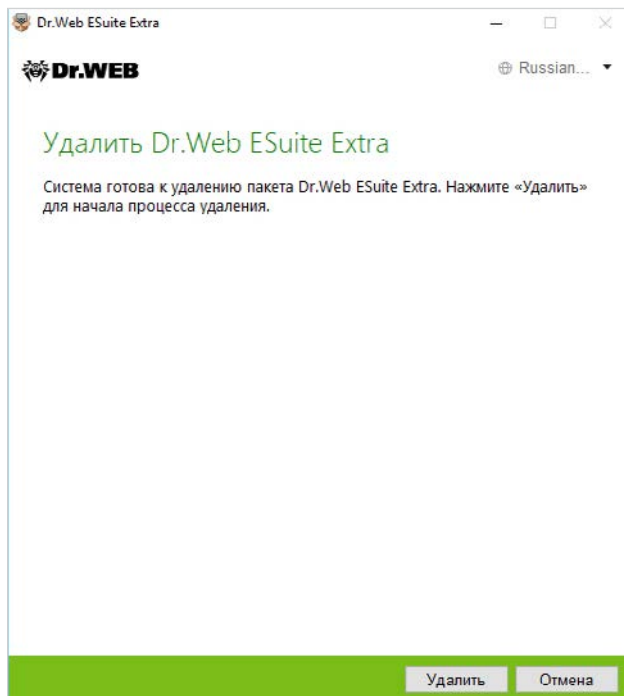 Dr.Web ESuite Extra
Dr.WEB
Russian...
Удалить Dr.Web ESuite Extra
Система готова к удалению пакета Dr.Web ESuite Extra. Нажмите «Удалить»
для начала процесса удаления.
Удалить
Отмена